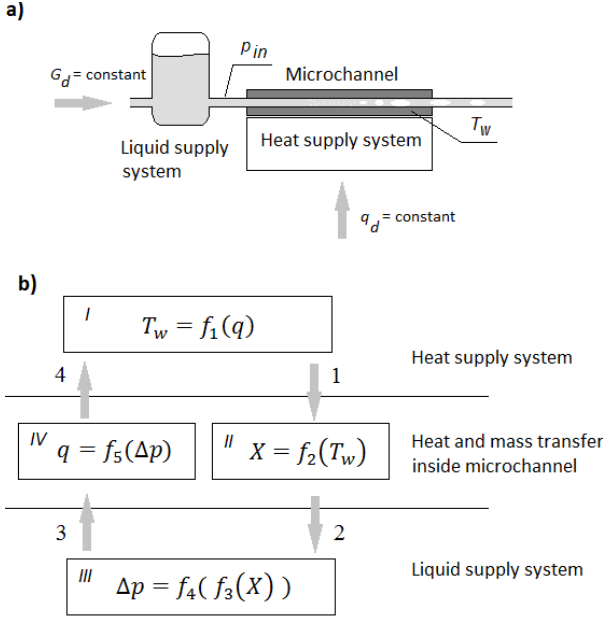 a)
G_d = constant
p_in
Microchannel
Liquid supply
system
Heat supply system
T_W
q_d = constant
b)
I
T_w = f_1(q)
4
1
Heat supply system
IV q = f_5(Δp)
II X = f_2(T_w)
Heat and mass transfer
inside microchannel
3
2
III Δp = f_4( f_3(X) )
Liquid supply system